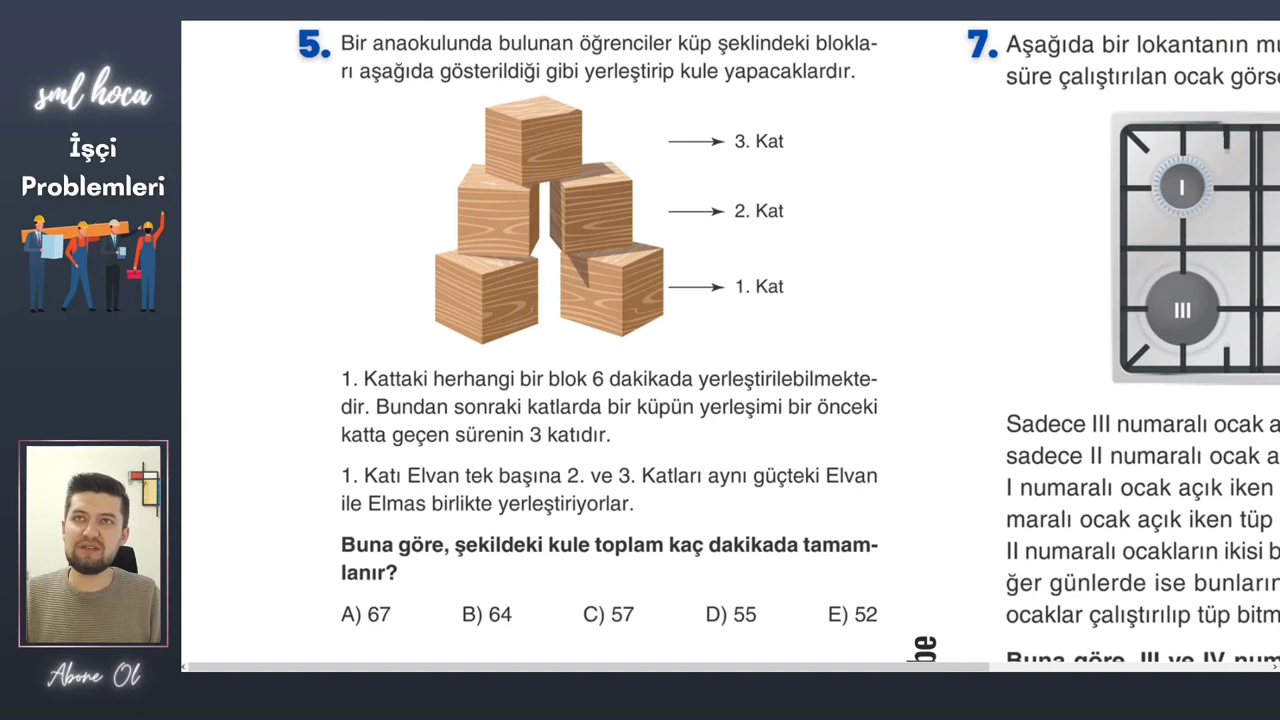 sml hoca
İşçi
Problemleri
Abone Ol
5. Bir anaokulunda bulunan öğrenciler küp şeklindeki blokla-
rı aşağıda gösterildiği gibi yerleştirip kule yapacaklardır.
3. Kat
2. Kat
1. Kat
1. Kattaki herhangi bir blok 6 dakikada yerleştirilebilmekte-
dir. Bundan sonraki katlarda bir küpün yerleşimi bir önceki
katta geçen sürenin 3 katıdır.
1. Katı Elvan tek başına 2. ve 3. Katları aynı güçteki Elvan
ile Elmas birlikte yerleştiriyorlar.
Buna göre, şekildeki kule toplam kaç dakikada tamam-
lanır?
A) 67 B) 64 C) 57 D) 55 E) 52
be
7. Aşağıda bir lokantanın
süre çalıştırılan ocak
I
III
Sadece III numaralı ocak
sadece II numaralı ocak
I numaralı ocak açık iken
maralı ocak açık iken tüp
II numaralı ocakların ikisi
ğer günlerde ise
ocaklar çalıştırılıp tüp
Buna göre, III ve IV